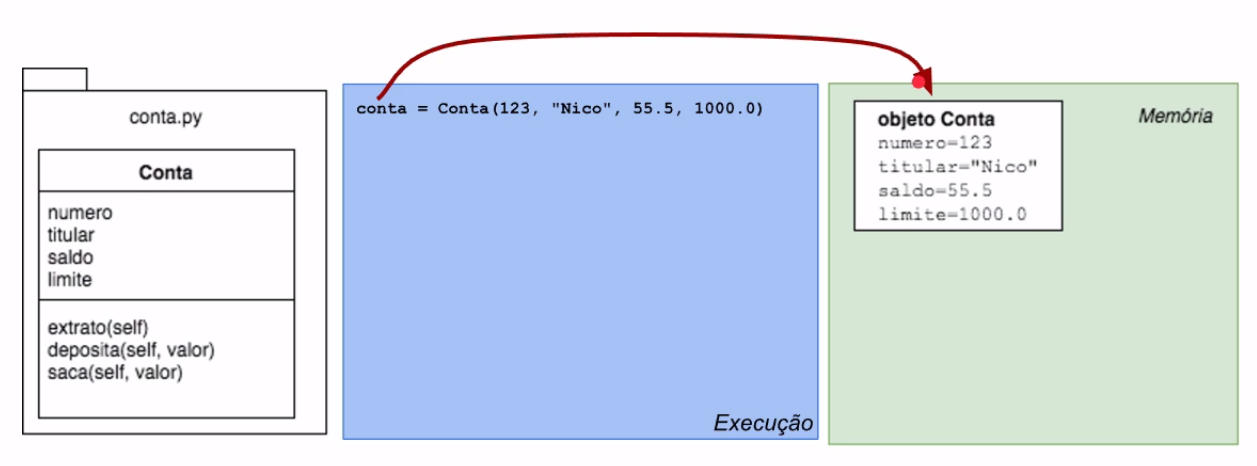 conta.py
Conta
numero
titular
saldo
limite
extrato(self)
deposita(self, valor)
saca(self, valor)
conta = Conta(123, "Nico", 55.5, 1000.0)
Execução
objeto Conta
numero=123
titular="Nico"
saldo=55.5
limite=1000.0
Memória